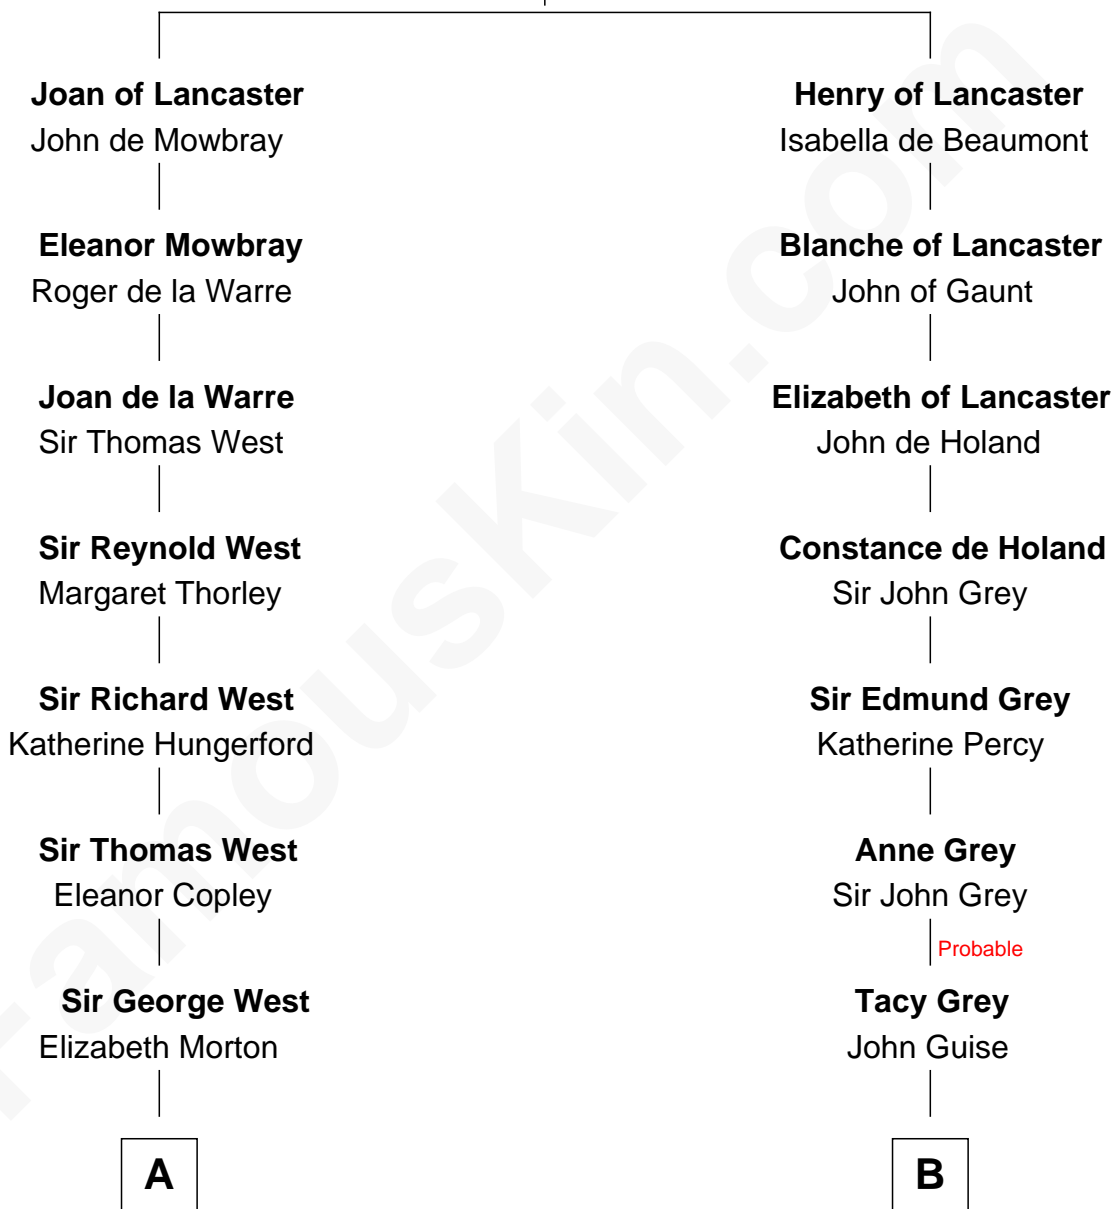 Joan of Lancaster
John de Mowbray
Eleanor Mowbray
Roger de la Warre
Joan de la Warre
Sir Thomas West
Sir Reynold West
Margaret Thorley
Sir Richard West
Katherine Hungerford
Sir Thomas West
Eleanor Copley
Sir George West
Elizabeth Morton
A
Henry of Lancaster
Isabella de Beaumont
Blanche of Lancaster
John of Gaunt
Elizabeth of Lancaster
John de Holand
Constance de Holand
Sir John Grey
Sir Edmund Grey
Katherine Percy
Anne Grey
Sir John Grey
Probable
Tacy Grey
John Guise
B
FamousKin.com